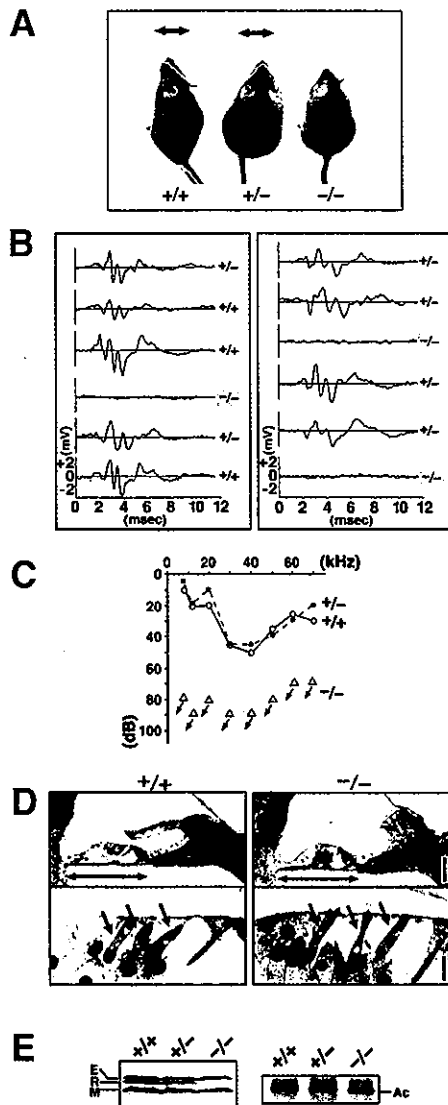 A
+/+ +/− −/−
B
+/−
+/+
+/+
−/−
+/−
+/+
+2
0
-2
(mV)
0 2 4 6 8 10 12
(msec)
+/−
+/−
−/−
+/−
+/−
−/−
+2
0
-2
(mV)
0 2 4 6 8 10 12
(msec)
C
0 20 40 60 (kHz)
0
20
40
60
80
100
(dB)
+/−
+/+
−/−
D
+/+ −/−
E
+/+ +/− −/− +/+ +/− −/−
E
R
M
Ac